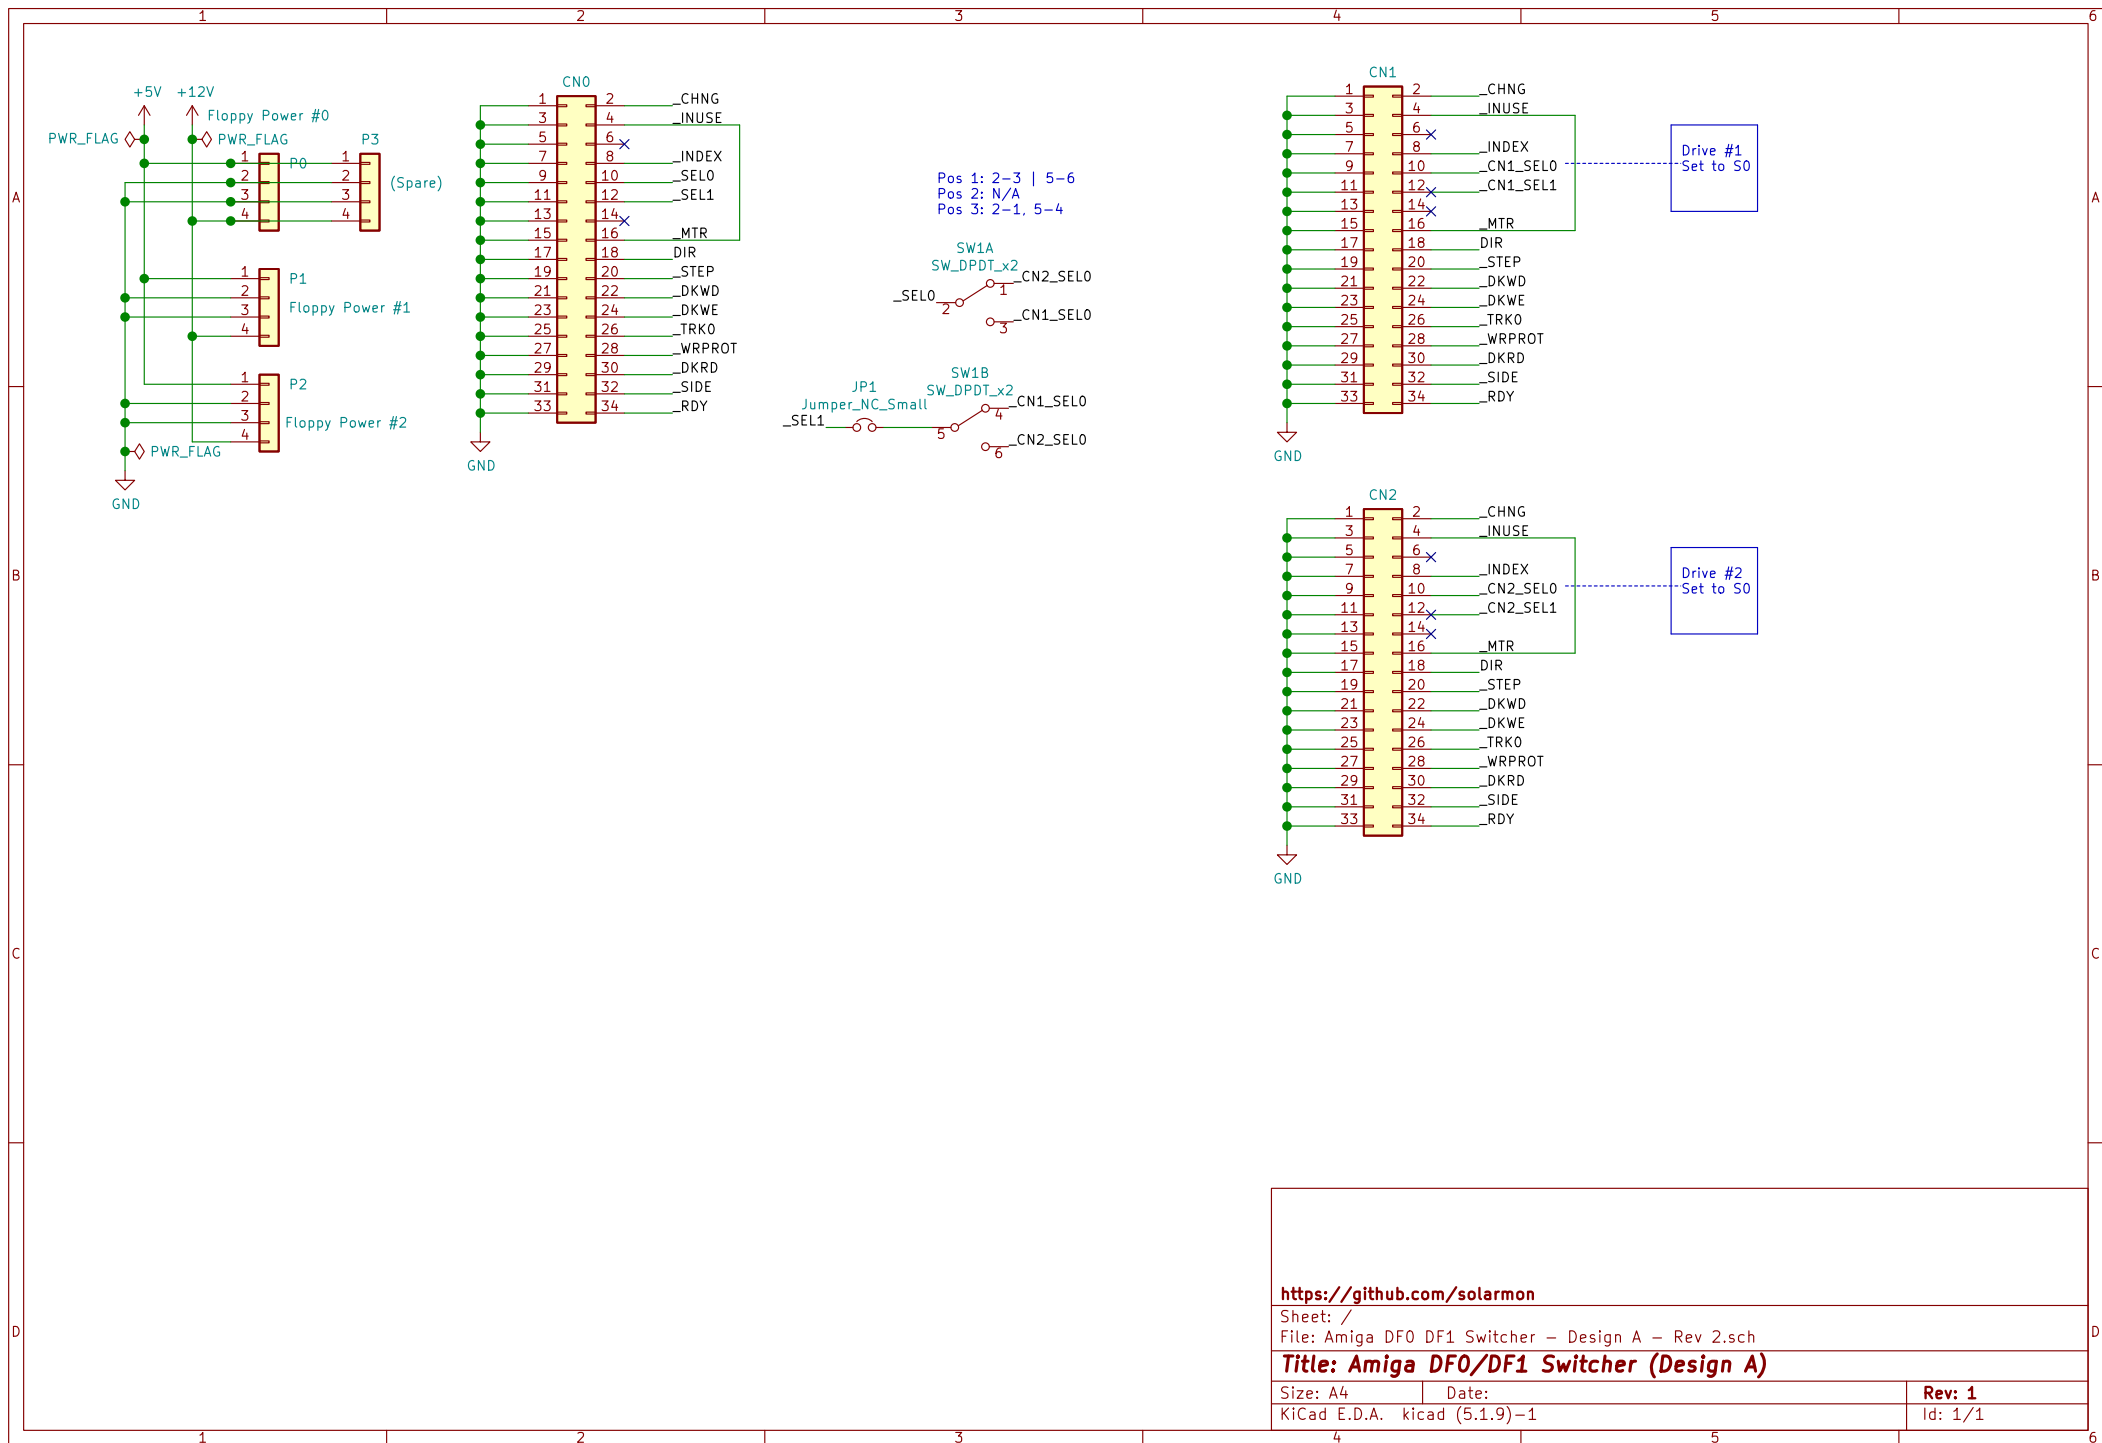 1 2 3 4 5 6
A
B
C
D
+5V +12V
Floppy Power #0
PWR_FLAG
PWR_FLAG
P0
1
2
3
4
P3
1
2
3
4
(Spare)
P1
1
2
3
4
Floppy Power #1
P2
1
2
3
4
Floppy Power #2
PWR_FLAG
GND
CN0
1 2 _CHNG
3 4 _INUSE
5 6
7 8 _INDEX
9 10 _SEL0
11 12 _SEL1
13 14
15 16 _MTR
17 18 DIR
19 20 _STEP
21 22 _DKWD
23 24 _DKWE
25 26 _TRK0
27 28 _WRPROT
29 30 _DKRD
31 32 _SIDE
33 34 _RDY
GND
Pos 1: 2-3 | 5-6
Pos 2: N/A
Pos 3: 2-1, 5-4
SW1A
SW_DPDT_x2
_SEL0 2
1 _CN2_SEL0
3 _CN1_SEL0
SW1B
SW_DPDT_x2
JP1
Jumper_NC_Small
_SEL1
5
4 _CN1_SEL0
6 _CN2_SEL0
CN1
1 2 _CHNG
3 4 _INUSE
5 6
7 8 _INDEX
9 10 _CN1_SEL0
11 12 _CN1_SEL1
13 14
15 16 _MTR
17 18 DIR
19 20 _STEP
21 22 _DKWD
23 24 _DKWE
25 26 _TRK0
27 28 _WRPROT
29 30 _DKRD
31 32 _SIDE
33 34 _RDY
GND
Drive #1
Set to S0
CN2
1 2 _CHNG
3 4 _INUSE
5 6
7 8 _INDEX
9 10 _CN2_SEL0
11 12 _CN2_SEL1
13 14
15 16 _MTR
17 18 DIR
19 20 _STEP
21 22 _DKWD
23 24 _DKWE
25 26 _TRK0
27 28 _WRPROT
29 30 _DKRD
31 32 _SIDE
33 34 _RDY
GND
Drive #2
Set to S0
A
B
C
D
https://github.com/solarmon
Sheet: /
File: Amiga DF0 DF1 Switcher – Design A – Rev 2.sch
Title: Amiga DF0/DF1 Switcher (Design A)
Size: A4 Date: Rev: 1
KiCad E.D.A. kicad (5.1.9)-1 Id: 1/1
1 2 3 4 5 6